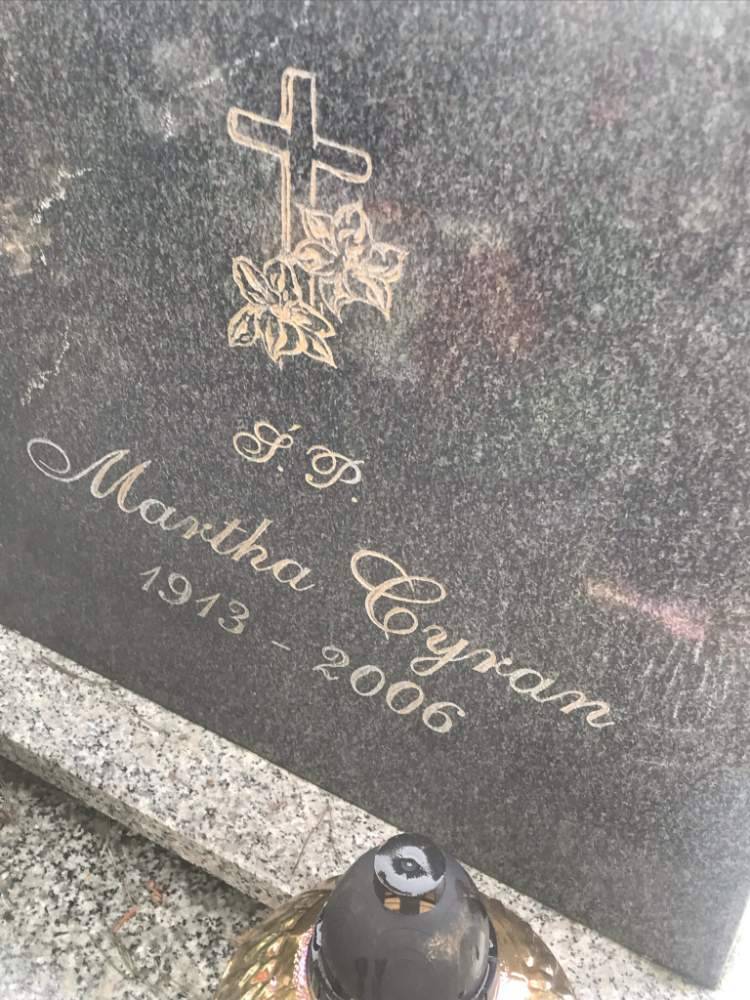 Ś.P.
Martha Cyran
1913 - 2006